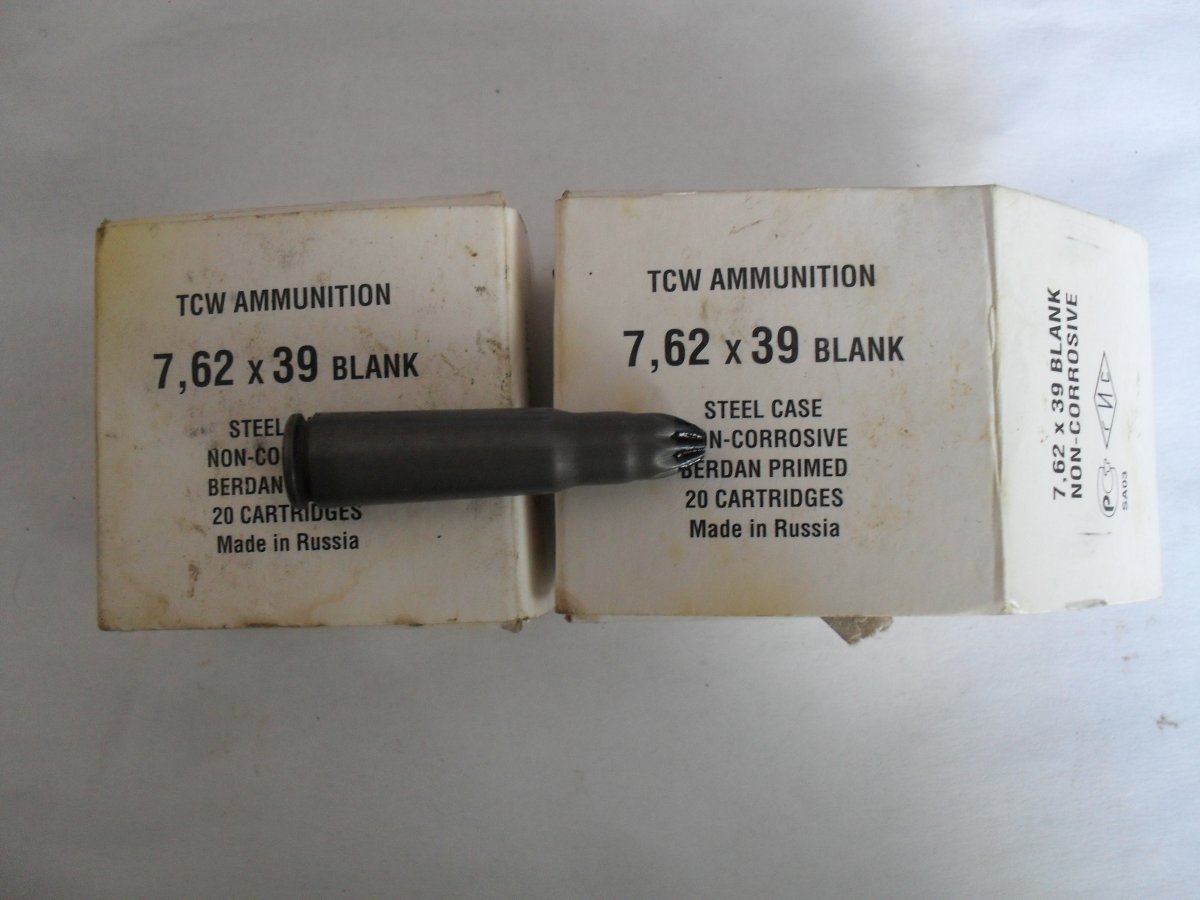 TCW AMMUNITION
7,62 x 39 BLANK
STEEL
NON-CO
BERDAN
20 CARTRIDGES
Made in Russia
TCW AMMUNITION
7,62 x 39 BLANK
STEEL CASE
N-CORROSIVE
BERDAN PRIMED
20 CARTRIDGES
Made in Russia
7,62 x 39 BLANK
NON-CORROSIVE
SA03